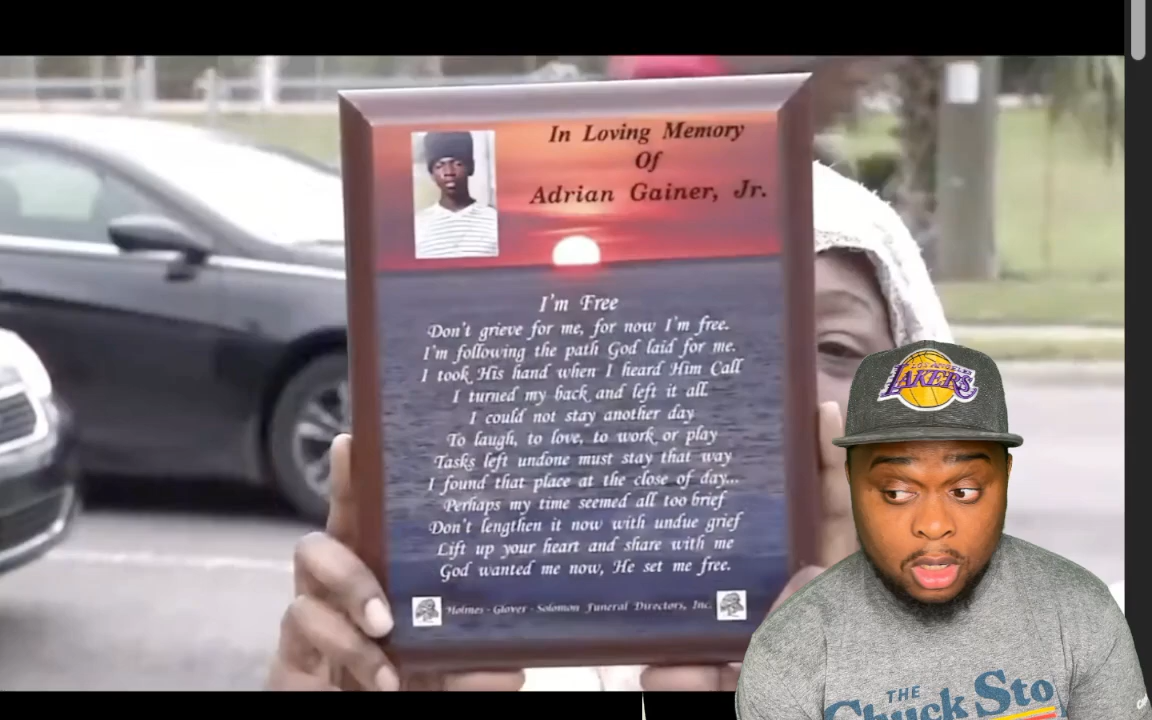 In Loving Memory
Of
Adrian Gainer, Jr.
I'm Free
Don't grieve for me, for now I'm free.
I'm following the path God laid for me.
I took His hand when I heard Him Call
I turned my back and left it all.
I could not stay another day
To laugh, to love, to work or play
Tasks left undone must stay that way
I found that place at the close of day...
Perhaps my time seemed all too brief
Don't lengthen it now with undue grief
Lift up your heart and share with me
God wanted me now, He set me free.
Holmes - Glover - Solomon Funeral Directors, Inc.
LOS ANGELES
LAKERS
THE
Chuck Sto